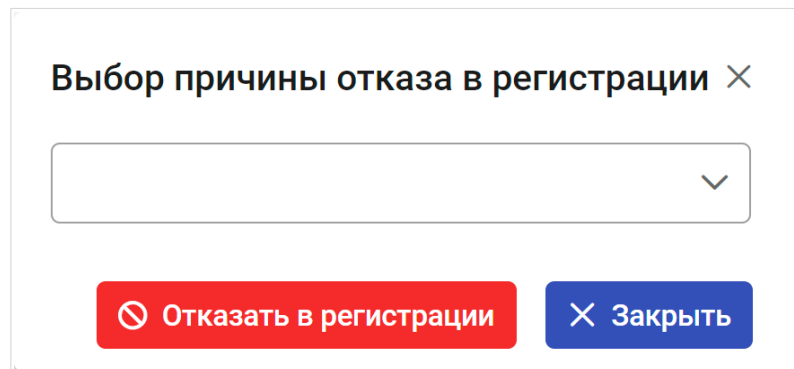 Выбор причины отказа в регистрации
Отказать в регистрации
Закрыть